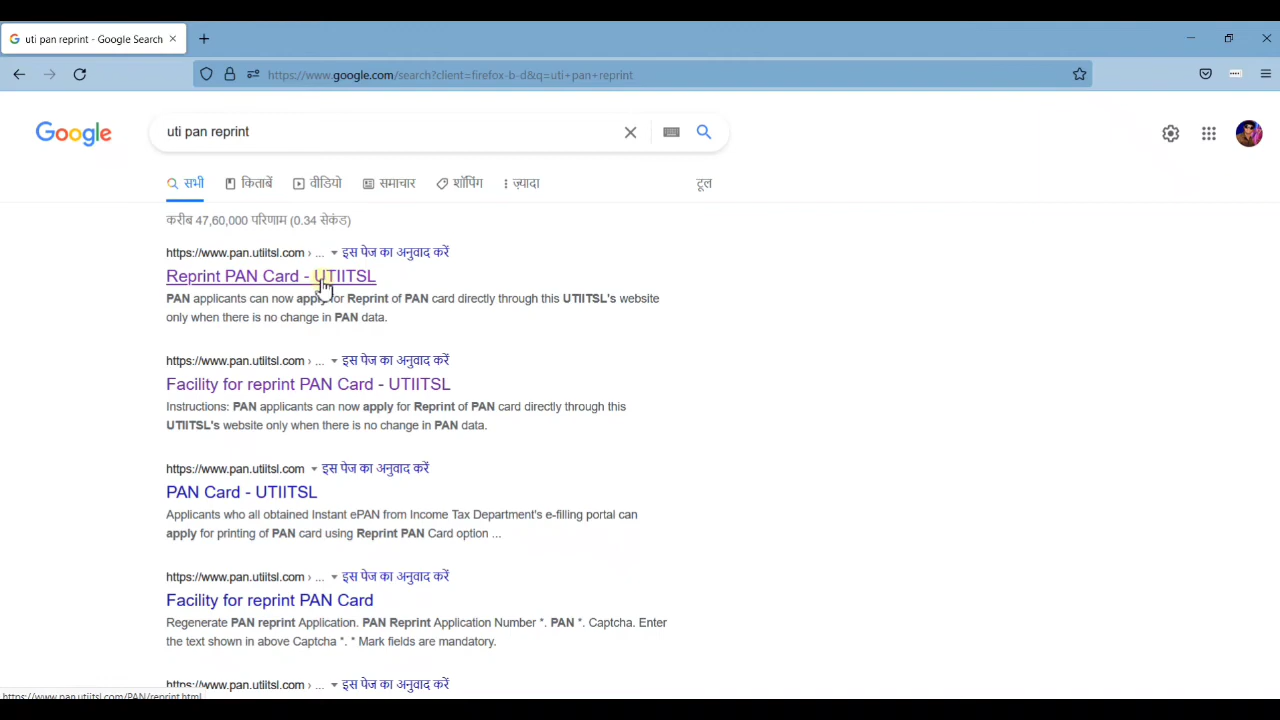 uti pan reprint - Google Search
https://www.google.com/search?client=firefox-b-d&q=uti+pan+reprint
Google
uti pan reprint
सभी किताबें वीडियो समाचार शॉपिंग ज़्यादा टूल
करीब 47,60,000 परिणाम (0.34 सेकंड)
https://www.pan.utiitsl.com › ... इस पेज का अनुवाद करें
Reprint PAN Card - UTIITSL
PAN applicants can now apply for Reprint of PAN card directly through this UTIITSL's website
only when there is no change in PAN data.
https://www.pan.utiitsl.com › ... इस पेज का अनुवाद करें
Facility for reprint PAN Card - UTIITSL
Instructions: PAN applicants can now apply for Reprint of PAN card directly through this
UTIITSL's website only when there is no change in PAN data.
https://www.pan.utiitsl.com इस पेज का अनुवाद करें
PAN Card - UTIITSL
Applicants who all obtained Instant ePAN from Income Tax Department's e-filling portal can
apply for printing of PAN card using Reprint PAN Card option ...
https://www.pan.utiitsl.com › ... इस पेज का अनुवाद करें
Facility for reprint PAN Card
Regenerate PAN reprint Application. PAN Reprint Application Number *. PAN *. Captcha. Enter
the text shown in above Captcha *. * Mark fields are mandatory.
https://www.pan.utiitsl.com › ... इस पेज का अनुवाद करें
https://www.pan.utiitsl.com/PAN/reprint.html